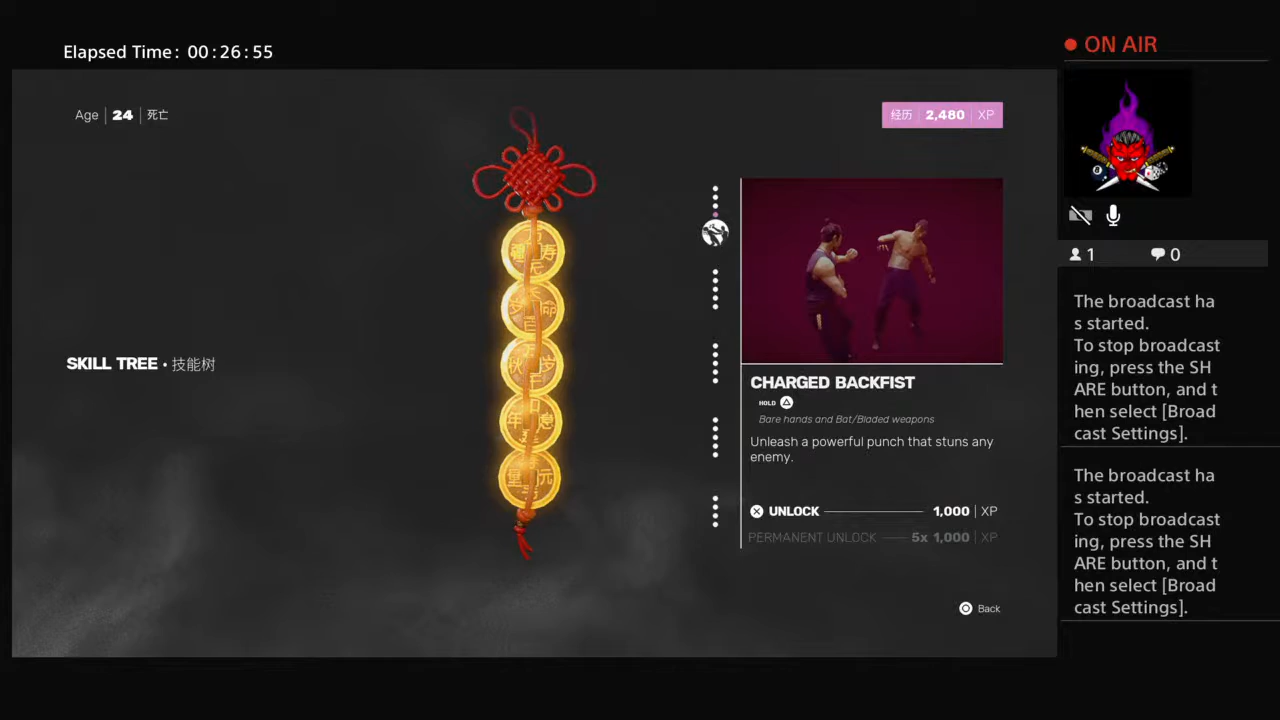 Elapsed Time: 00:26:55
ON AIR
Age | 24 | 死亡
经历 | 2,480 | XP
1
0
SKILL TREE • 技能树
CHARGED BACKFIST
HOLD
Bare hands and Bat/Bladed weapons
Unleash a powerful punch that stuns any
enemy.
UNLOCK 1,000 | XP
PERMANENT UNLOCK 5x 1,000 | XP
Back
The broadcast ha
s started.
To stop broadcast
ing, press the SH
ARE button, and t
hen select [Broad
cast Settings].
The broadcast ha
s started.
To stop broadcast
ing, press the SH
ARE button, and t
hen select [Broad
cast Settings].